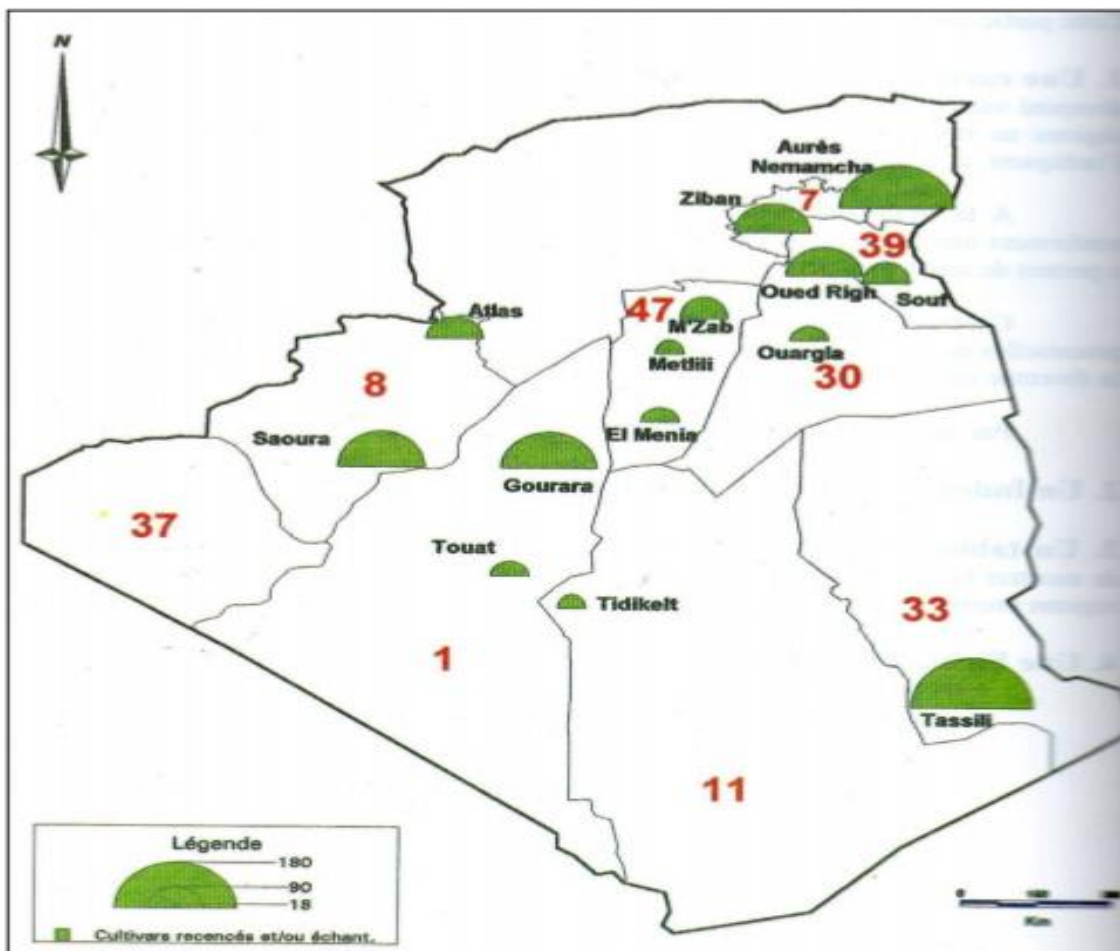 N
Aurès
Nemamcha
Ziban
7
39
Oued Righ
Souf
47
M'Zab
Metlili
Ouargla
30
Atlas
8
Saoura
El Menia
Gourara
37
Touat
Tidikelt
33
1
Tassili
11
Légende
180
90
18
Cultivars recencés et/ou échant.
0
Km